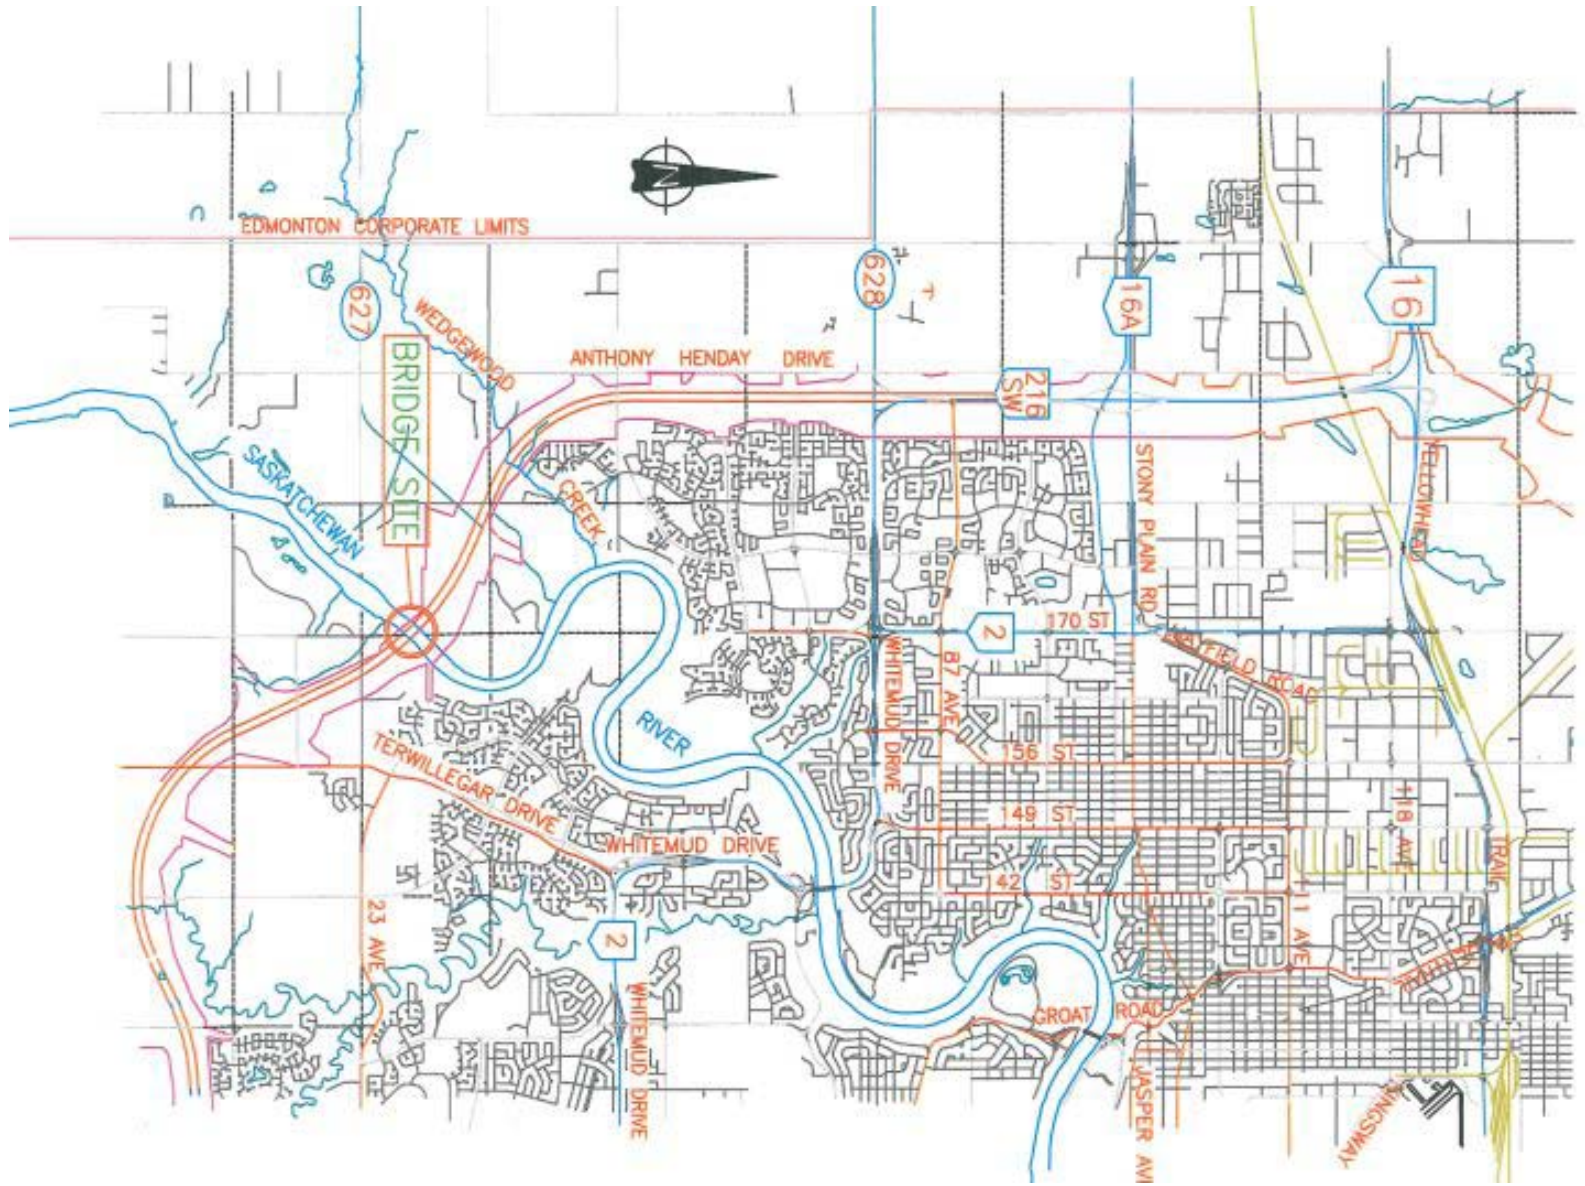 N
EDMONTON CORPORATE LIMITS
627
628
T
16A
16
WEDGEWOOD
CREEK
BRIDGE SITE
ANTHONY HENDAY DRIVE
216
SW
SASKATCHEWAN
RIVER
STONY PLAIN RD
YELLOWHEAD
TRAIL
2
170 ST
MAYFIELD ROAD
WHITEMUD DRIVE
87 AVE
156 ST
TERWILLEGAR DRIVE
WHITEMUD DRIVE
149 ST
118 AVE
142 ST
23 AVE
2
111 AVE
WHITEMUD DRIVE
GROAT ROAD
JASPER AVE
KINGSWAY